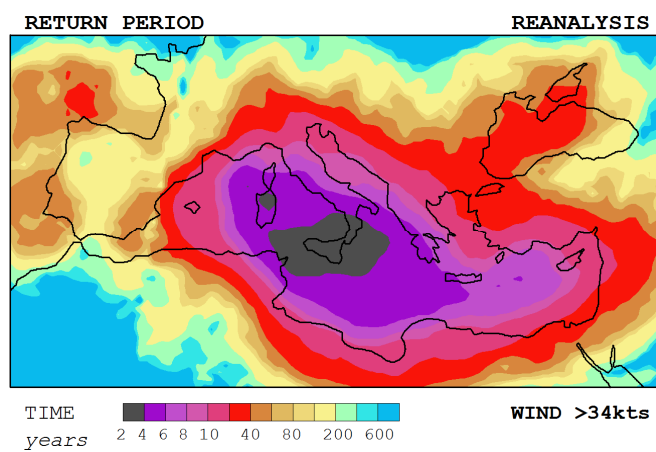 RETURN PERIOD REANALYSIS
TIME 2 4 6 8 10 40 80 200 600 WIND >34kts
years